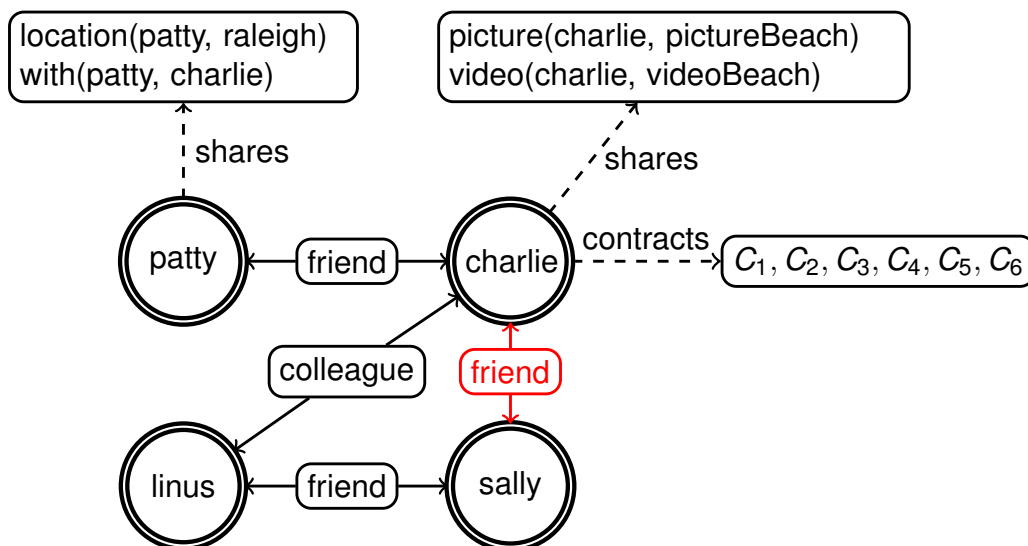 location(patty, raleigh)
with(patty, charlie)
picture(charlie, pictureBeach)
video(charlie, videoBeach)
shares
shares
patty
friend
charlie
contracts
C₁, C₂, C₃, C₄, C₅, C₆
colleague
friend
linus
friend
sally